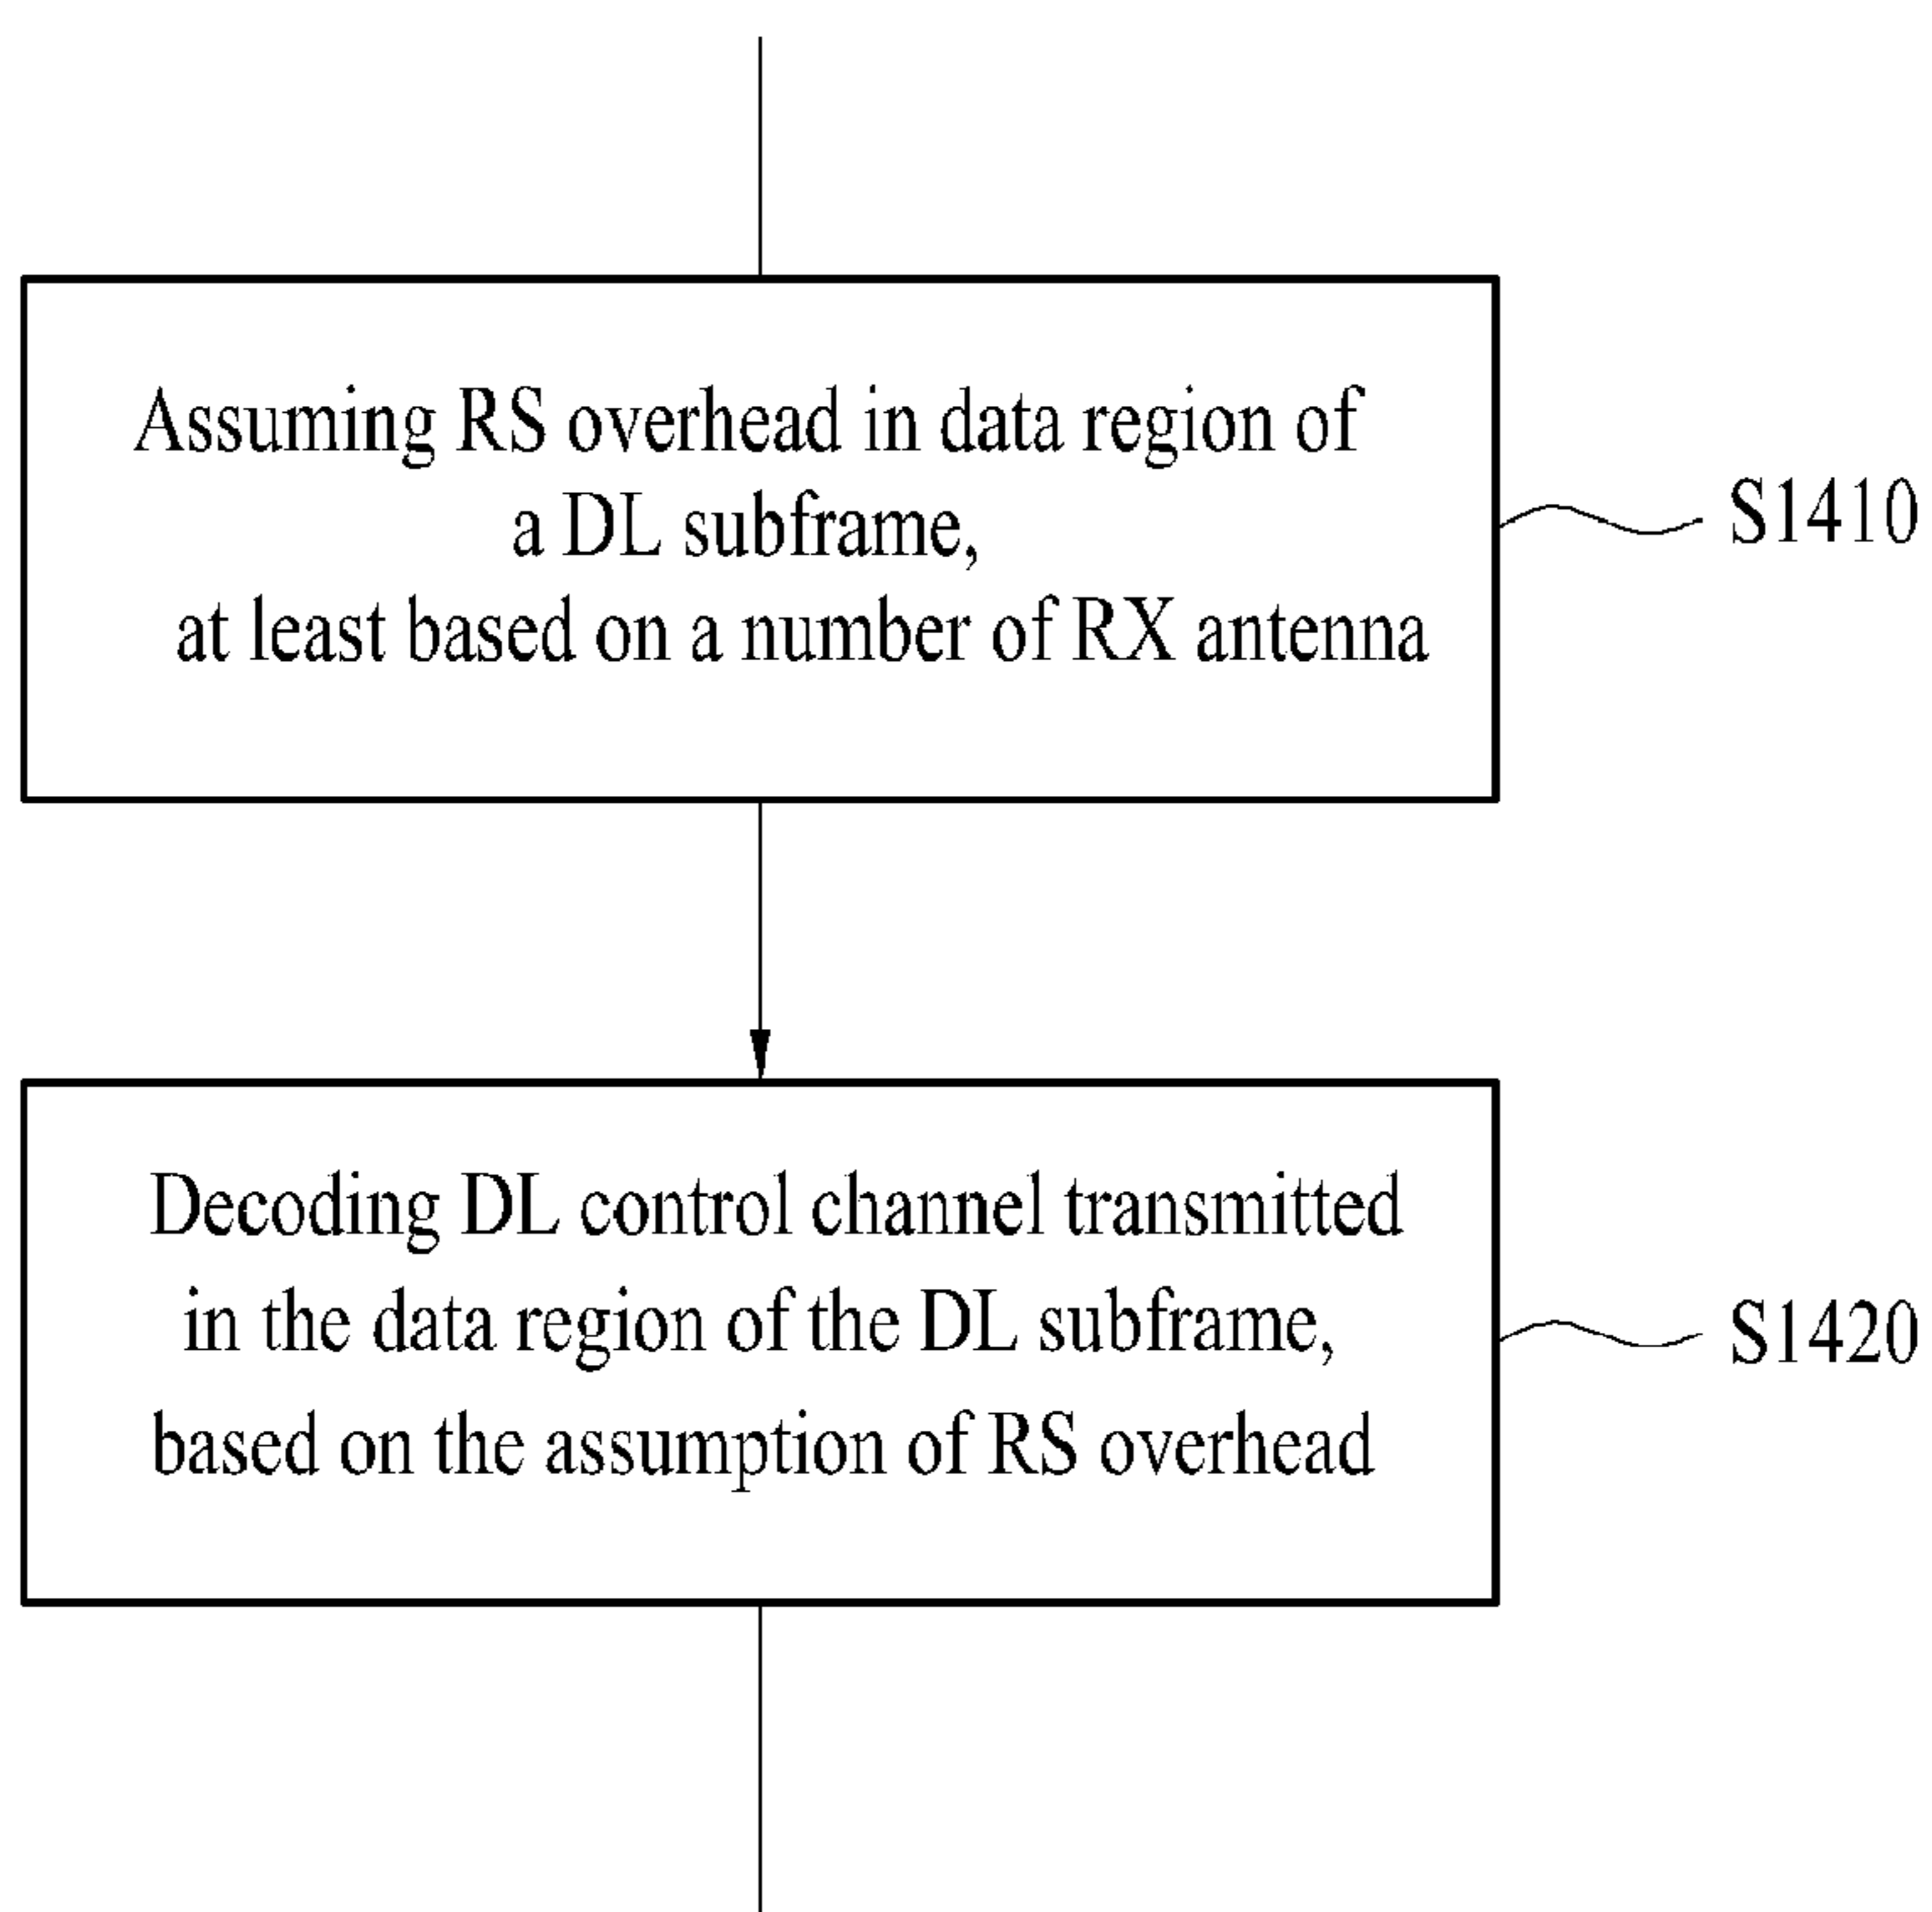 Assuming RS overhead in data region of
a DL subframe,
at least based on a number of RX antenna
S1410
Decoding DL control channel transmitted
in the data region of the DL subframe,
based on the assumption of RS overhead
S1420